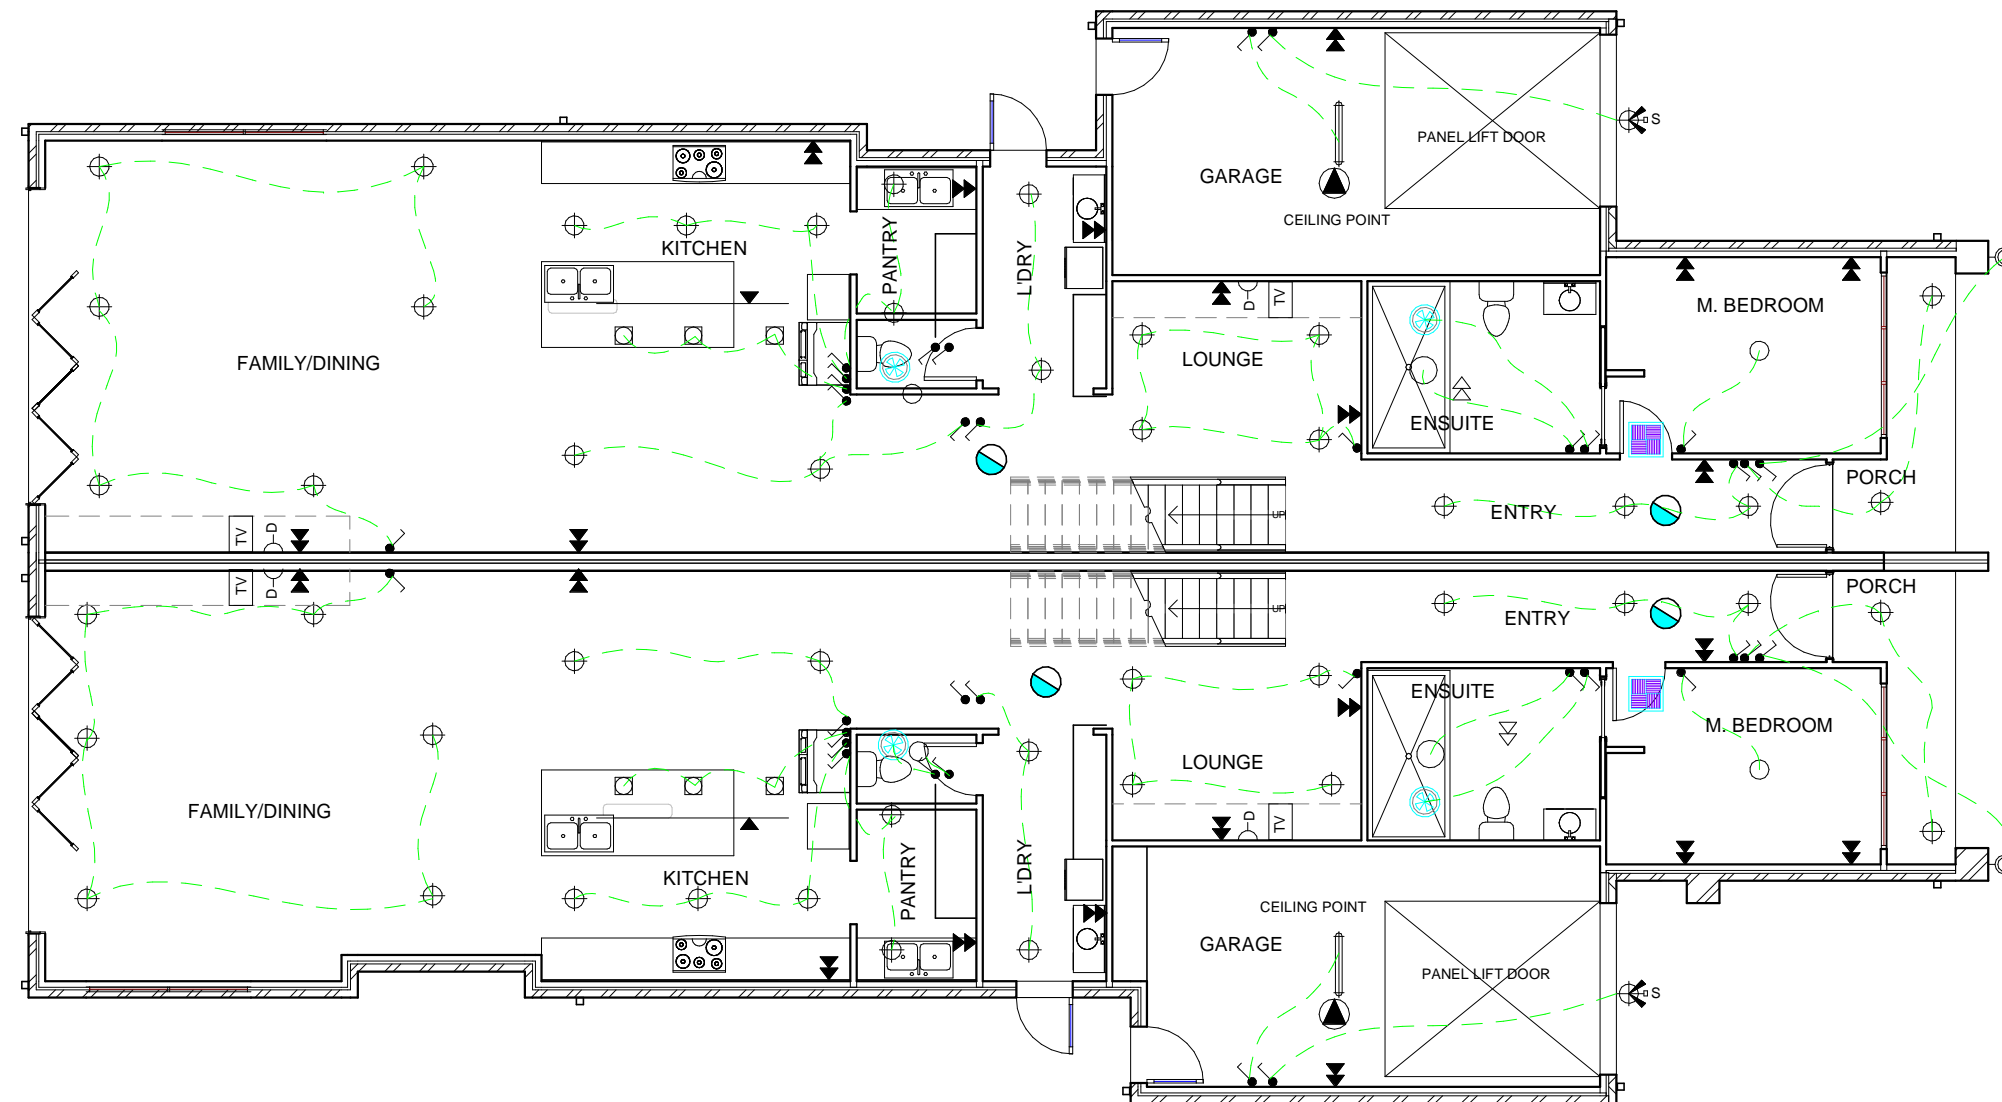 S
PANEL LIFT DOOR
GARAGE
CEILING POINT
KITCHEN
PANTRY
L'DRY
D
TV
M. BEDROOM
LOUNGE
FAMILY/DINING
ENSUITE
PORCH
ENTRY
UP
TV
D
TV
D
PORCH
UP
ENTRY
ENSUITE
M. BEDROOM
LOUNGE
FAMILY/DINING
D
TV
KITCHEN
PANTRY
L'DRY
CEILING POINT
GARAGE
PANEL LIFT DOOR
S